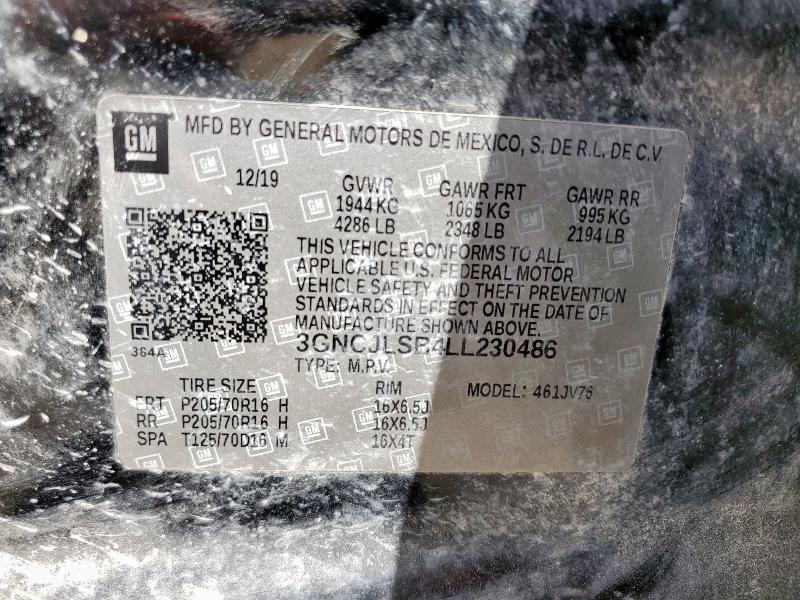 GM MFD BY GENERAL MOTORS DE MEXICO, S. DE R.L. DE C.V.
12/19 GVWR GAWR FRT GAWR RR
1944 KG 1065 KG 995 KG
4286 LB 2348 LB 2194 LB
THIS VEHICLE CONFORMS TO ALL
APPLICABLE U.S. FEDERAL MOTOR
VEHICLE SAFETY AND THEFT PREVENTION
STANDARDS IN EFFECT ON THE DATE OF
MANUFACTURE SHOWN ABOVE.
364A 3GNCJLSB4LL230486
TYPE: M.P.V.
TIRE SIZE RIM MODEL: 461JV76
FRT P205/70R16 H 16X6.5J
RR P205/70R16 H 16X6.5J
SPA T125/70D16 M 16X4T